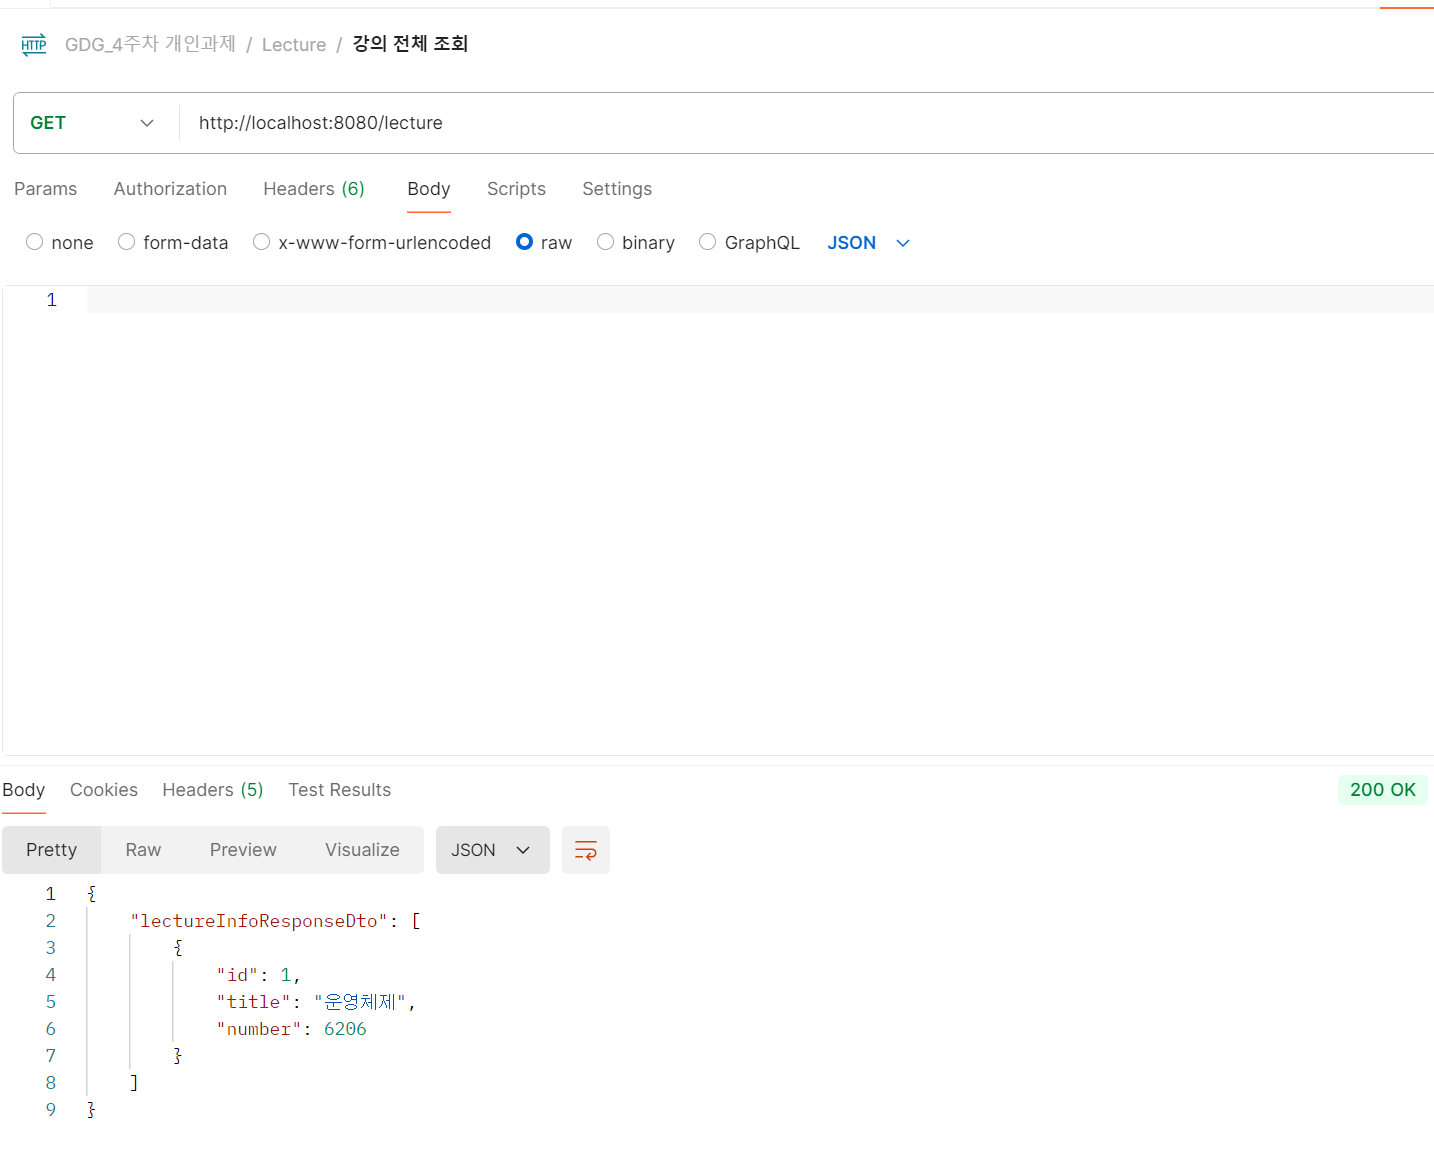 HTTP GDG_4주차 개인과제 / Lecture / 강의 전체 조회
GET http://localhost:8080/lecture
Params Authorization Headers (6) Body Scripts Settings
none form-data x-www-form-urlencoded raw binary GraphQL JSON
1
Body Cookies Headers (5) Test Results 200 OK
Pretty Raw Preview Visualize JSON
1 {
2 "lectureInfoResponseDto": [
3 {
4 "id": 1,
5 "title": "운영체제",
6 "number": 6206
7 }
8 ]
9 }